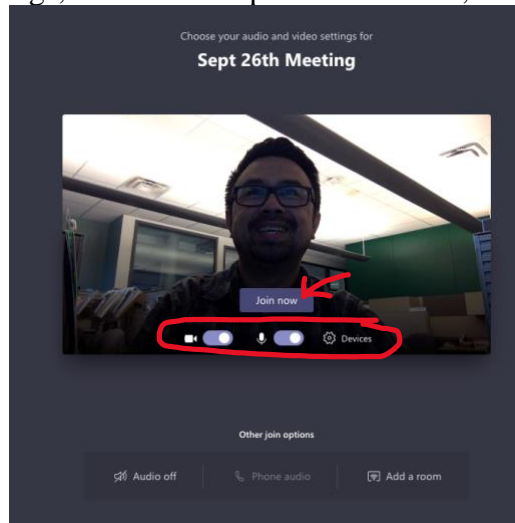 Choose your audio and video settings for
Sept 26th Meeting
Join now
Devices
Other join options
Audio off
Phone audio
Add a room